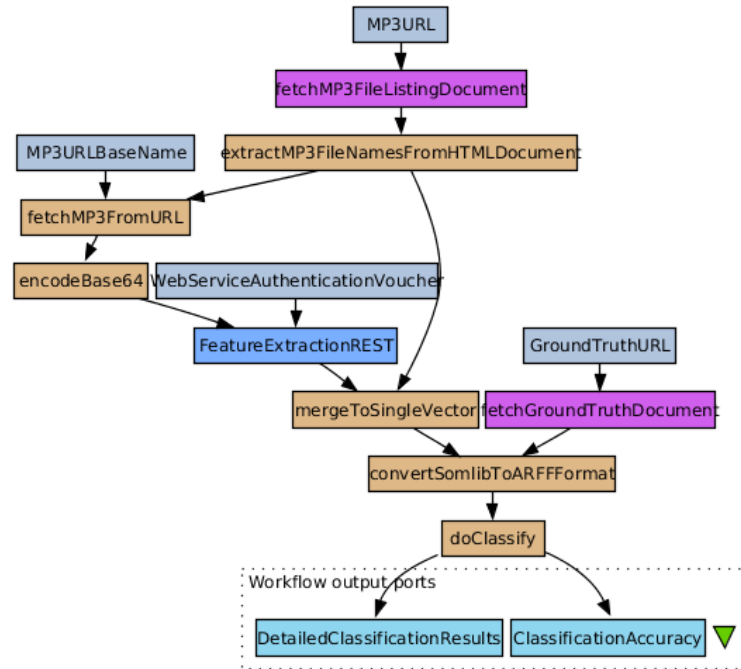 MP3URL
fetchMP3FileListingDocument
MP3URLBaseName
extractMP3FileNamesFromHTMLDocument
fetchMP3FromURL
encodeBase64
WebServiceAuthenticationVoucher
FeatureExtractionREST
GroundTruthURL
mergeToSingleVector
fetchGroundTruthDocument
convertSomlibToARFFFormat
doClassify
Workflow output ports
DetailedClassificationResults
ClassificationAccuracy